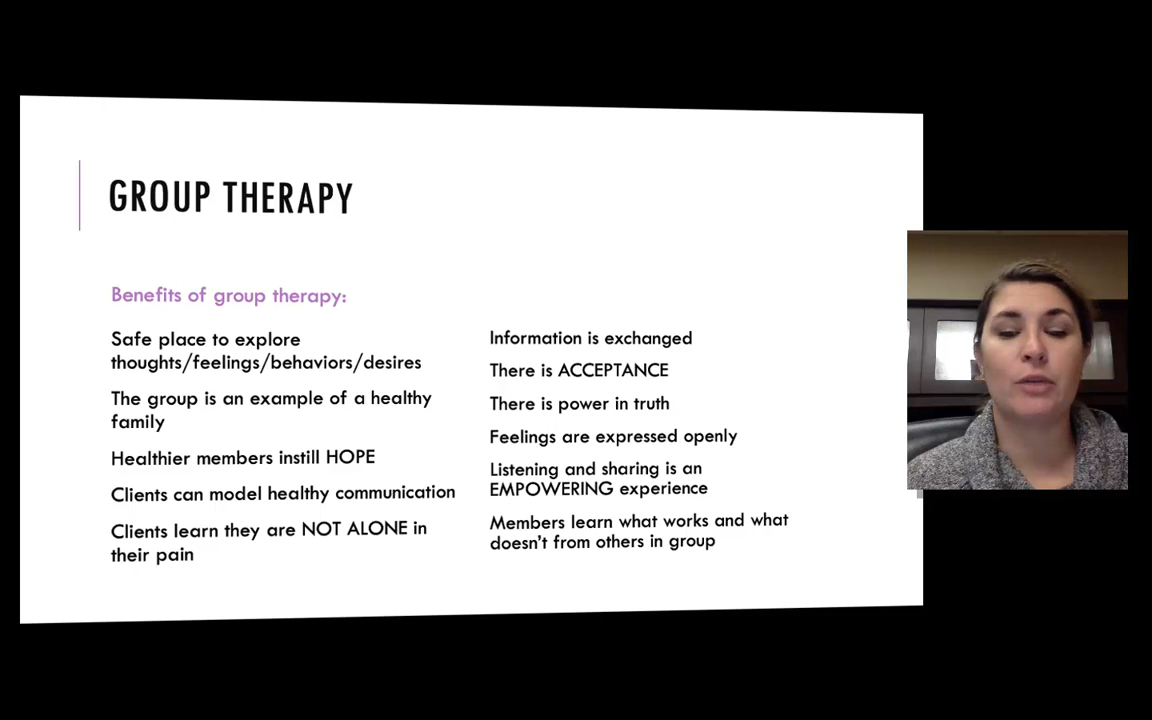 GROUP THERAPY
Benefits of group therapy:
Safe place to explore
thoughts/feelings/behaviors/desires
The group is an example of a healthy
family
Healthier members instill HOPE
Clients can model healthy communication
Clients learn they are NOT ALONE in
their pain
Information is exchanged
There is ACCEPTANCE
There is power in truth
Feelings are expressed openly
Listening and sharing is an
EMPOWERING experience
Members learn what works and what
doesn't from others in group